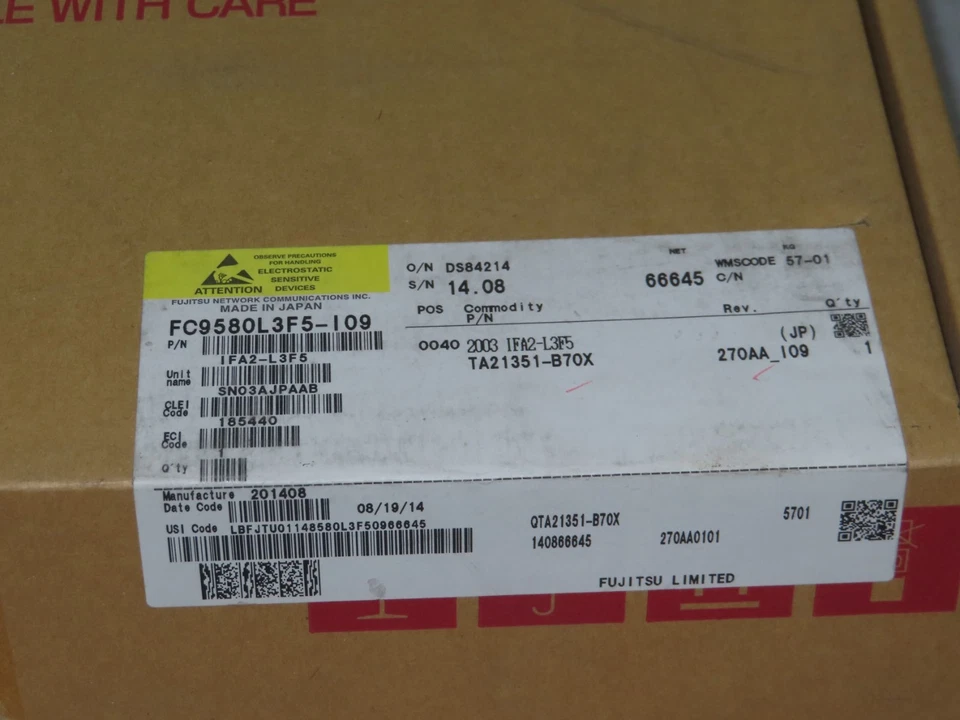 LE WITH CARE
OBSERVE PRECAUTIONS
FOR HANDLING
ELECTROSTATIC
SENSITIVE
DEVICES
ATTENTION
FUJITSU NETWORK COMMUNICATIONS INC.
MADE IN JAPAN
FC9580L3F5-I09
P/N
IFA2-L3F5
Unit
name
SN03AJPAAB
CLEI
Code
185440
ECI
Code
1
Q'ty
O/N DS84214
S/N 14.08
NET
KG
66645
WMSCODE 57-01
C/N
POS Commodity
P/N
Rev.
Q'ty
0040 2003 IFA2-L3F5
TA21351-B70X
(JP)
270AA_I09
1
Manufacture 201408
Date Code
08/19/14
USI Code LBFJTU01148580L3F50966645
QTA21351-B70X
5701
140866645
270AA0101
FUJITSU LIMITED
J